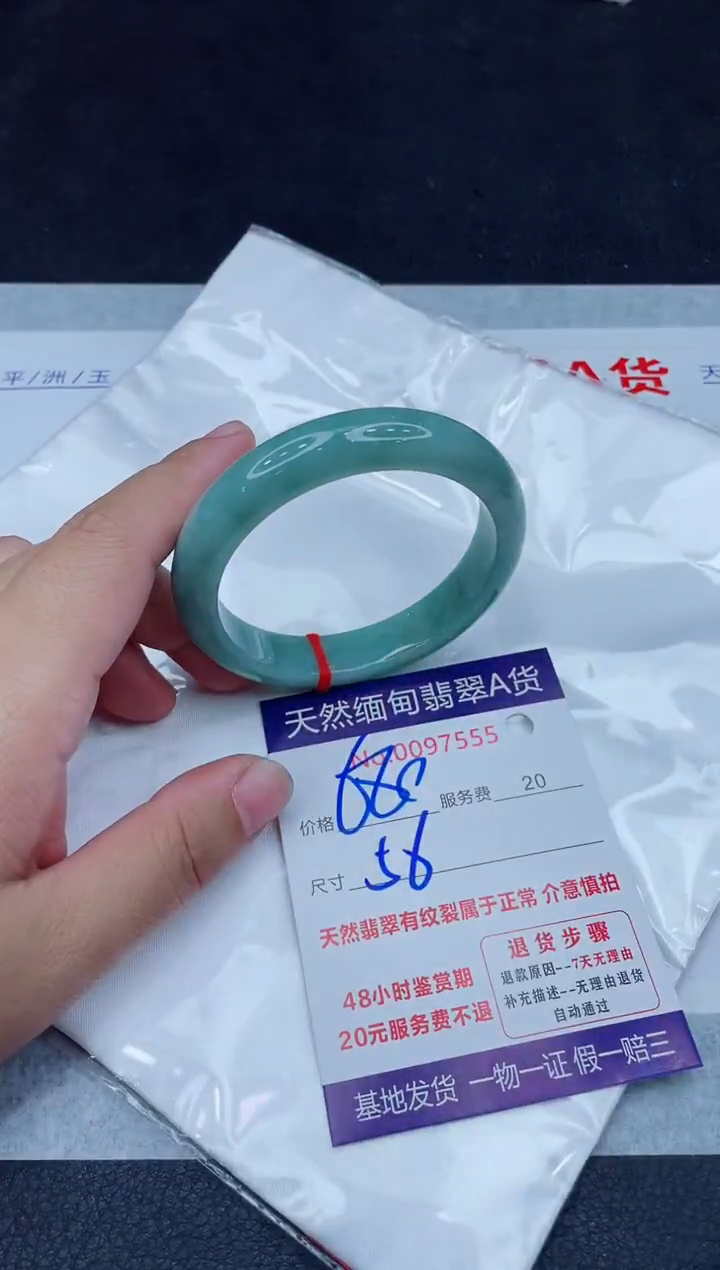 平/洲/玉
A货
天
天然缅甸翡翠A货
No.0097555
价格 680 服务费 20
尺寸 56
天然翡翠有纹裂属于正常 介意慎拍
48小时鉴赏期
20元服务费不退
退货步骤
退款原因--7天无理由
补充描述--无理由退货
自动通过
基地发货 一物一证 假一赔三